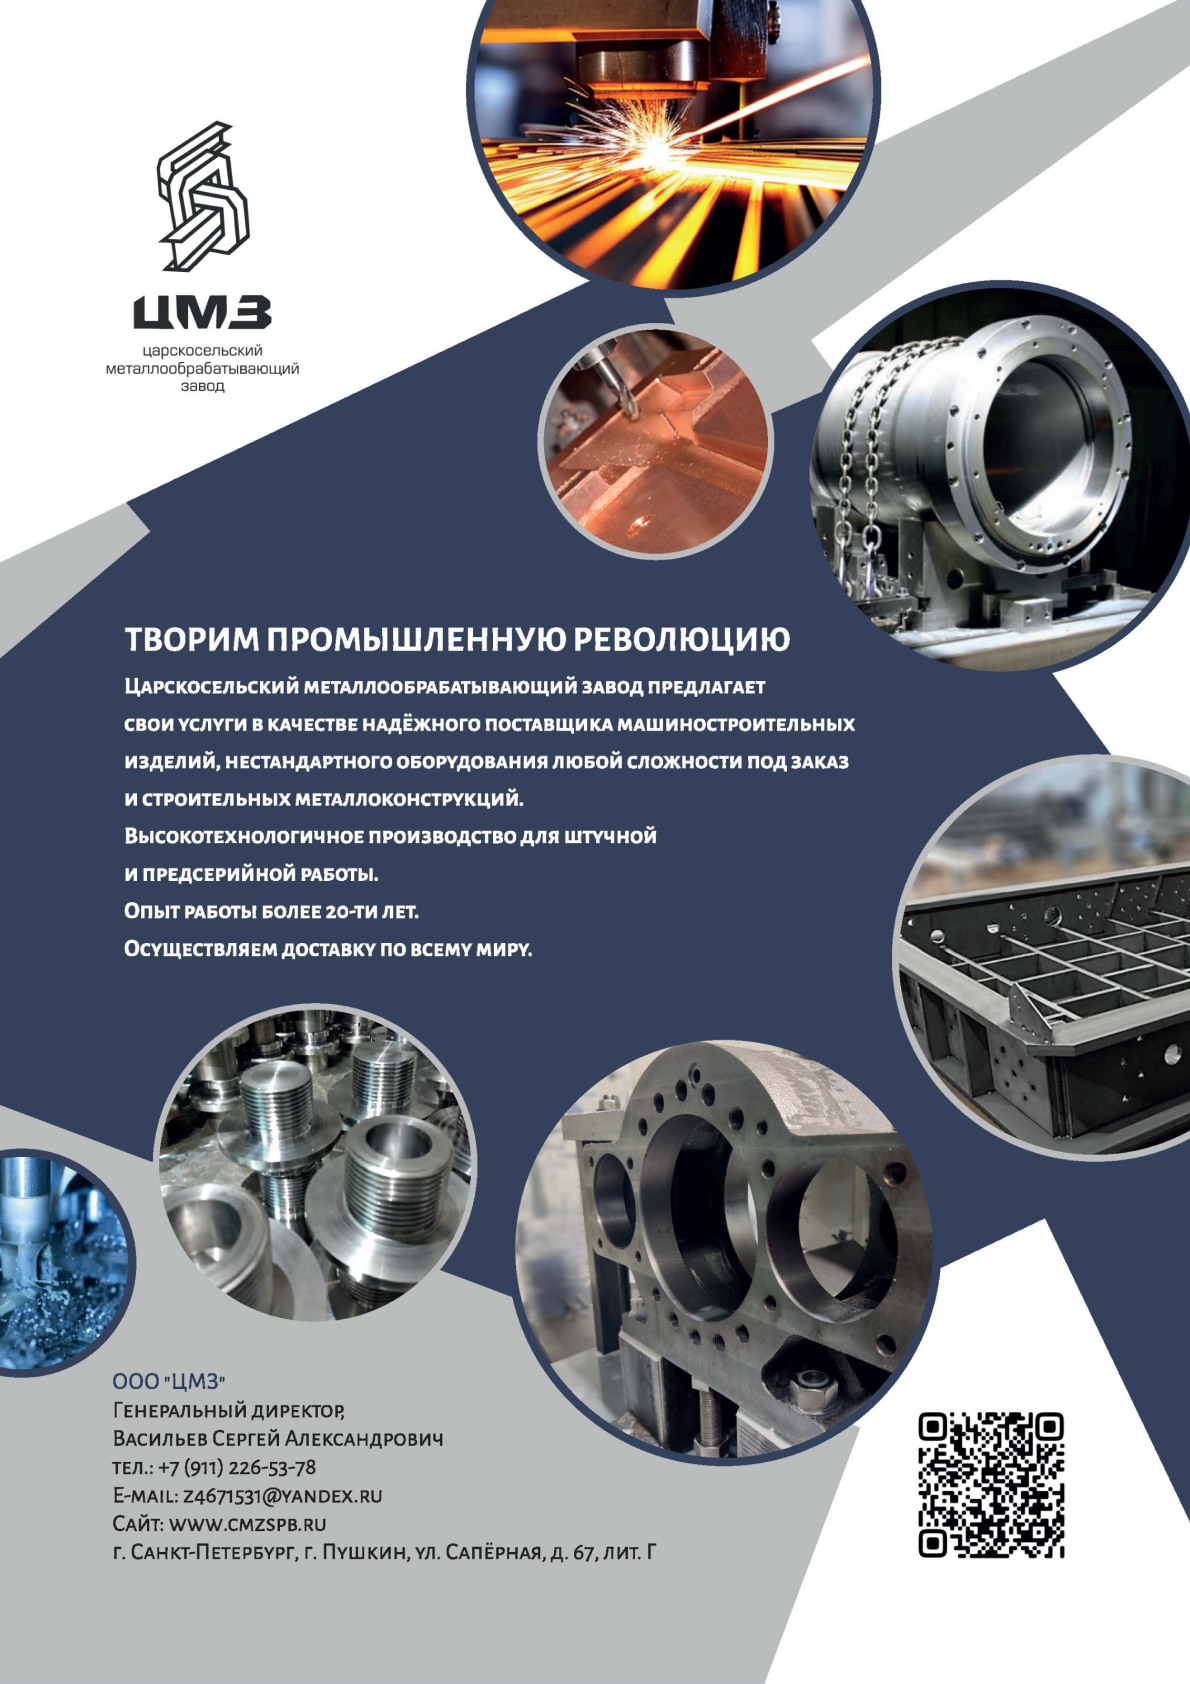 ЦМЗ
царскосельский
металлообрабатывающий
завод
ТВОРИМ ПРОМЫШЛЕННУЮ РЕВОЛЮЦИЮ
Царскосельский металлообрабатывающий завод предлагает
свои услуги в качестве надёжного поставщика машиностроительных
изделий, нестандартного оборудования любой сложности под заказ
и строительных металлоконструкций.
Высокотехнологичное производство для штучной
и предсерийной работы.
Опыт работы более 20-ти лет.
Осуществляем доставку по всему миру.
ООО "ЦМЗ"
Генеральный директор,
Васильев Сергей Александрович
тел.: +7 (911) 226-53-78
E-mail: z4671531@yandex.ru
Сайт: www.cmzspb.ru
г. Санкт-Петербург, г. Пушкин, ул. Сапёрная, д. 67, лит. Г